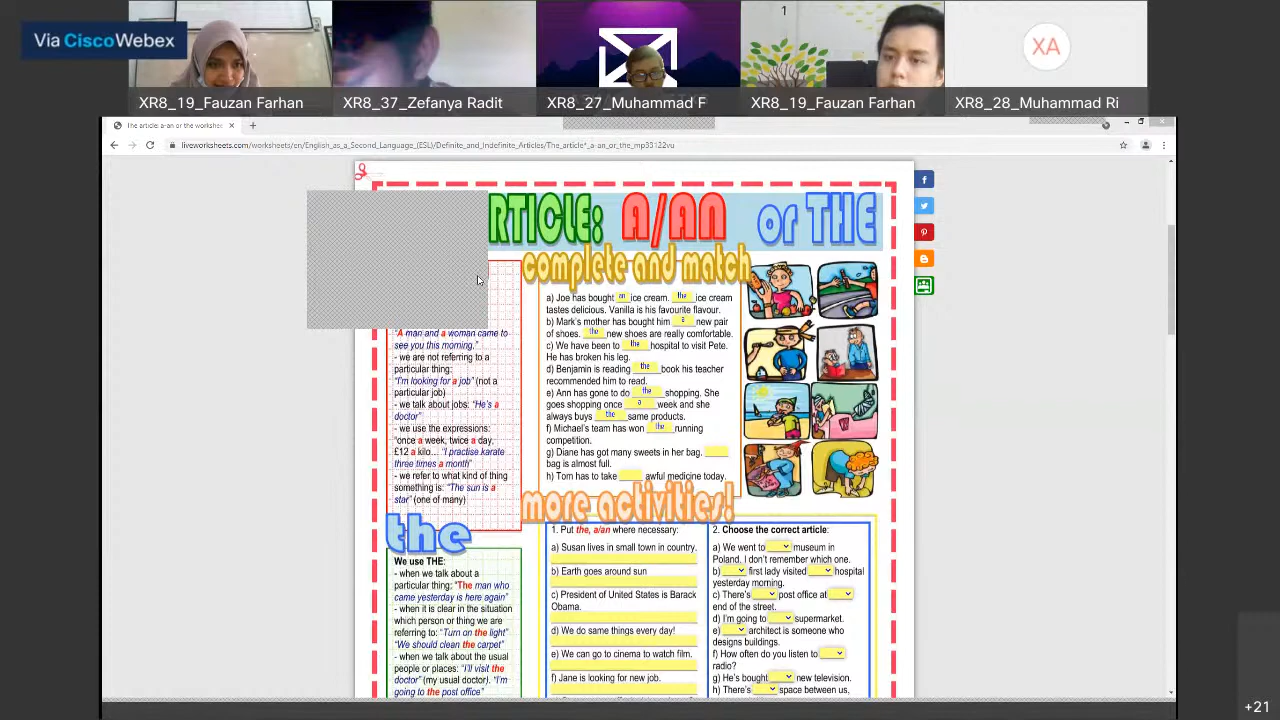 Via CiscoWebex
1
XA
XR8_19_Fauzan Farhan
XR8_37_Zefanya Radit
XR8_27_Muhammad F
XR8_19_Fauzan Farhan
XR8_28_Muhammad Ri
The article: a-an or the workshe
liveworksheets.com/worksheets/en/English_as_a_Second_Language_(ESL)/Definite_and_Indefinite_Articles/The_article*_a-an_or_the_mp33122vu
RTICLE: A/AN or THE
complete and match
"A man and a woman came to
see you this morning."
- we are not referring to a
particular thing:
"I'm looking for a job" (not a
particular job)
- we talk about jobs: "He's a
doctor"
- we use the expressions:
"once a week, twice a day,
£12 a kilo... "I practise karate
three times a month"
- we refer to what kind of thing
something is: "The sun is a
star" (one of many)
a) Joe has bought an ice cream. the ice cream
tastes delicious. Vanilla is his favourite flavour.
b) Mark's mother has bought him a new pair
of shoes. the new shoes are really comfortable.
c) We have been to the hospital to visit Pete.
He has broken his leg.
d) Benjamin is reading the book his teacher
recommended him to read.
e) Ann has gone to do the shopping. She
goes shopping once a week and she
always buys the same products.
f) Michael's team has won the running
competition.
g) Diane has got many sweets in her bag.
bag is almost full.
h) Tom has to take awful medicine today.
more activities!
the
We use THE:
- when we talk about a
particular thing: "The man who
came yesterday is here again"
- when it is clear in the situation
which person or thing we are
referring to: "Turn on the light"
"We should clean the carpet"
- when we talk about the usual
people or places: "I'll visit the
doctor" (my usual doctor). "I'm
going to the post office"
1. Put the, a/an where necessary:
a) Susan lives in small town in country.
b) Earth goes around sun
c) President of United States is Barack
Obama.
d) We do same things every day!
e) We can go to cinema to watch film.
f) Jane is looking for new job.
2. Choose the correct article:
a) We went to museum in
Poland. I don't remember which one.
b) first lady visited hospital
yesterday morning.
c) There's post office at
end of the street.
d) I'm going to supermarket.
e) architect is someone who
designs buildings.
f) How often do you listen to
radio?
g) He's bought new television.
h) There's space between us,
+21